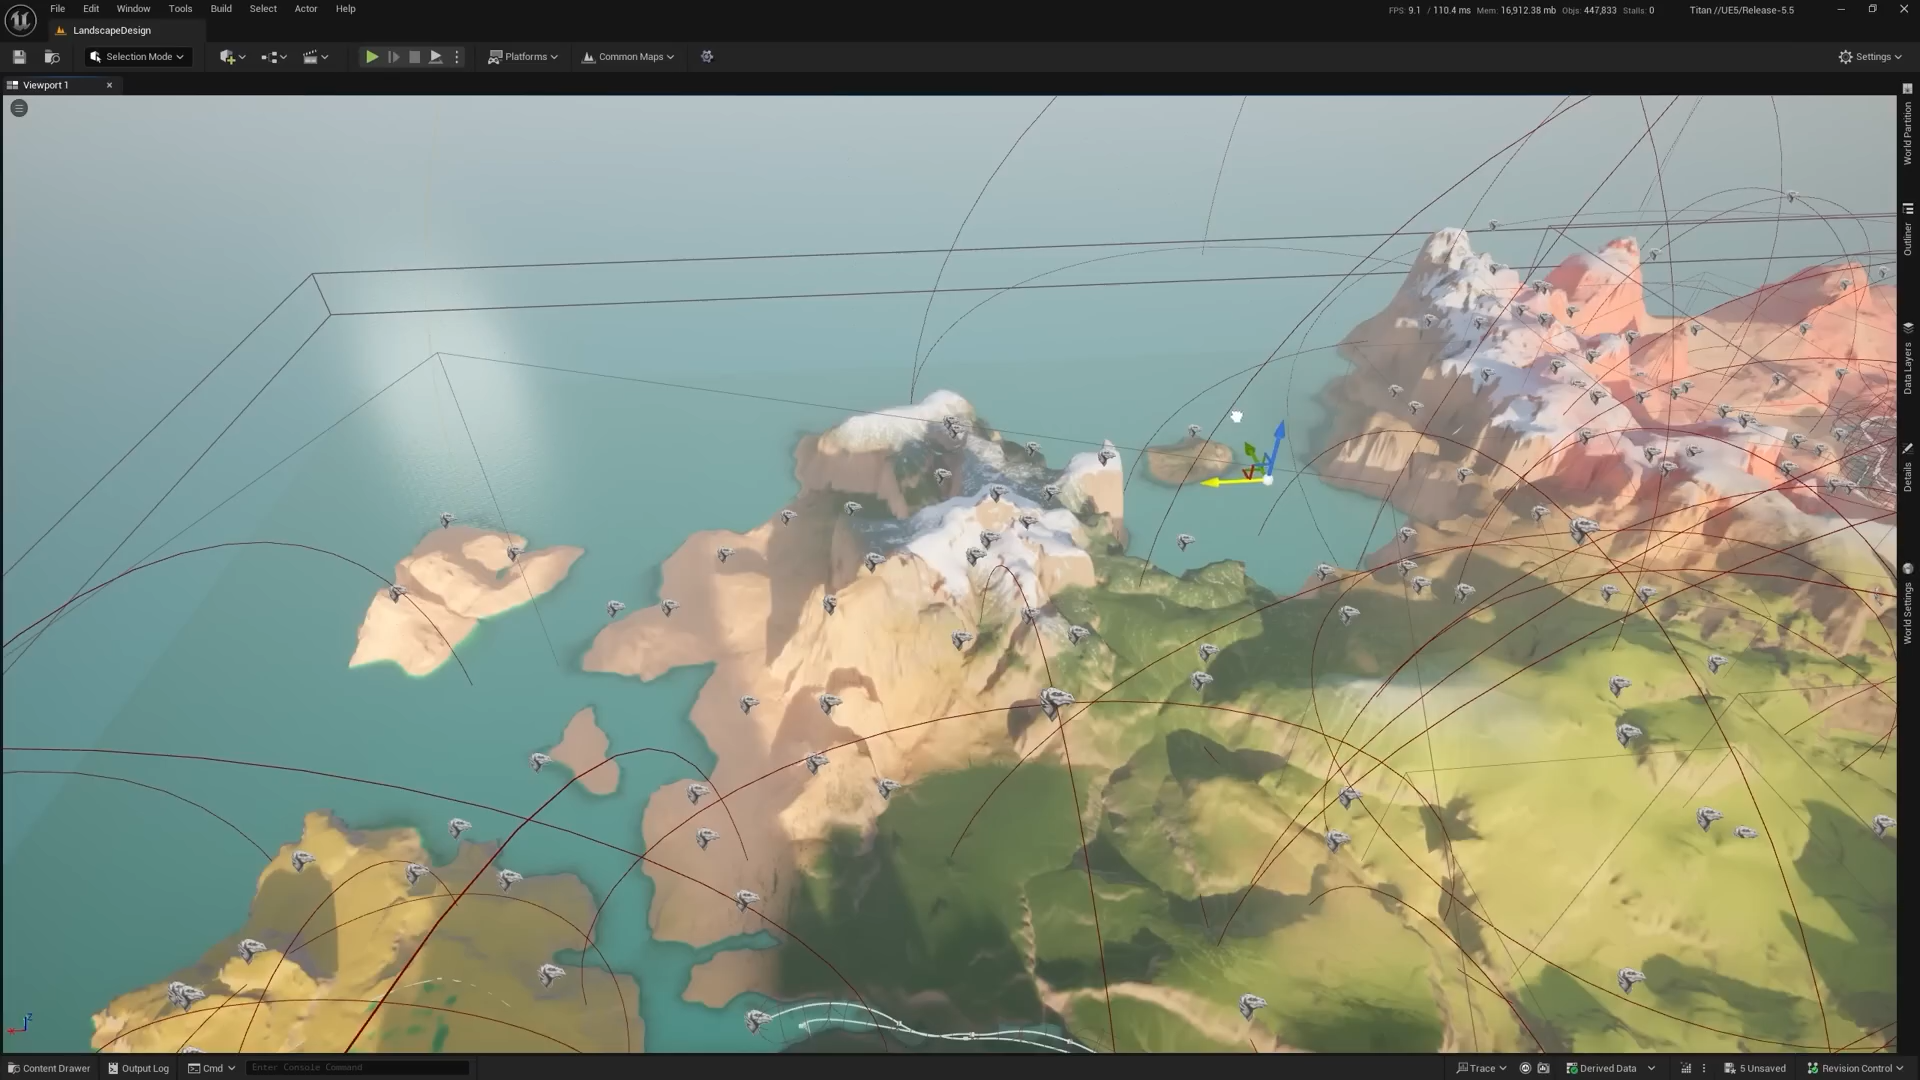 File Edit Window Tools Build Select Actor Help
FPS: 9.1 / 110.4 ms Mem: 16,912.38 mb Objs: 447,833 Stalls: 0 Titan //UE5/Release-5.5
LandscapeDesign
Selection Mode
Platforms
Common Maps
Settings
Viewport 1
World Partition
Outliner
Data Layers
Details
World Settings
Z
Content Drawer
Output Log
Cmd
Enter Console Command
Trace
Derived Data
5 Unsaved
Revision Control